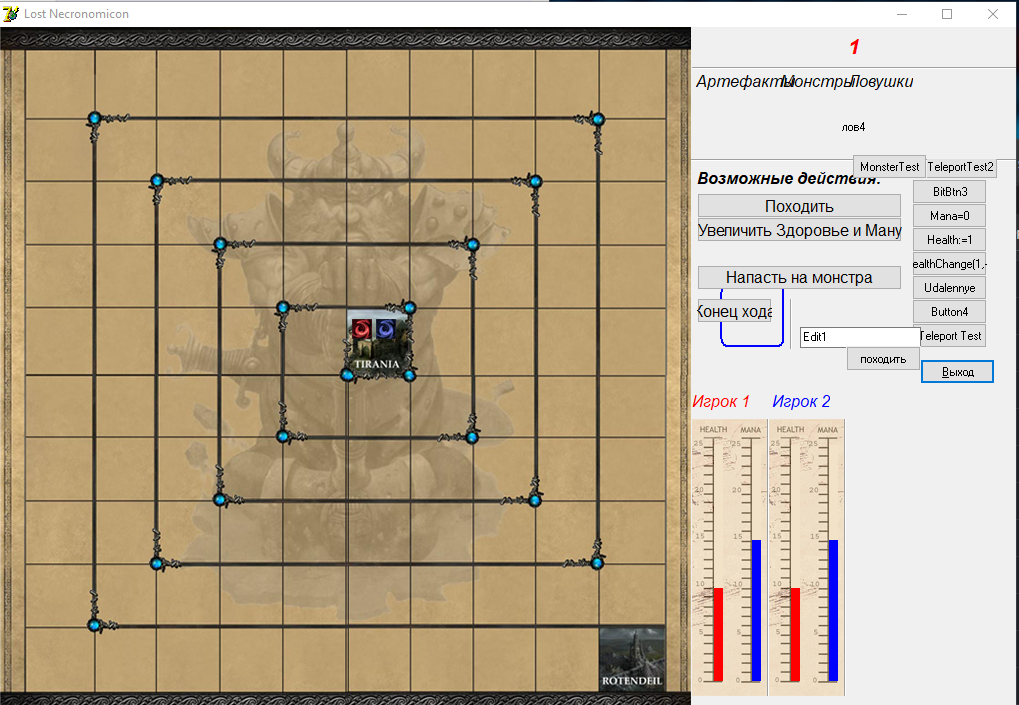 Lost Necronomicon
1
Артефакты Монстры Ловушки
лов4
MonsterTest TeleportTest2
Возможные действия:
BitBtn3
Походить
Mana=0
Увеличить Здоровье и Ману
Health:=1
ealthChange(1,-
Напасть на монстра
Udalennye
Конец хода
Button4
Edit1
Teleport Test
походить
Выход
TIRANIA
Игрок 1 Игрок 2
HEALTH MANA HEALTH MANA
25 25 25 25
20 20 20 20
15 15 15 15
10 10 10 10
5 5 5 5
0 0 0 0
ROTENDEIL